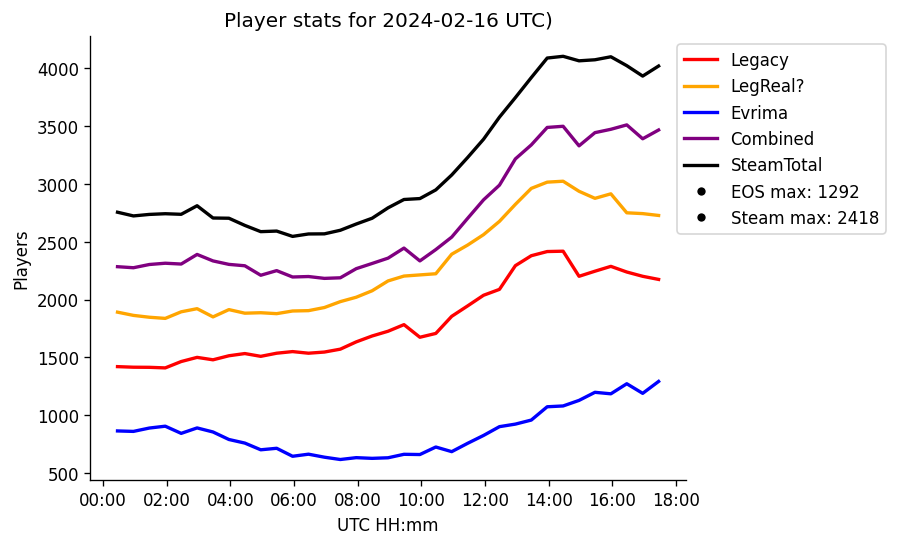 Player stats for 2024-02-16 UTC)
Players
4000
3500
3000
2500
2000
1500
1000
500
00:00 02:00 04:00 06:00 08:00 10:00 12:00 14:00 16:00 18:00
UTC HH:mm
Legacy
LegReal?
Evrima
Combined
SteamTotal
EOS max: 1292
Steam max: 2418